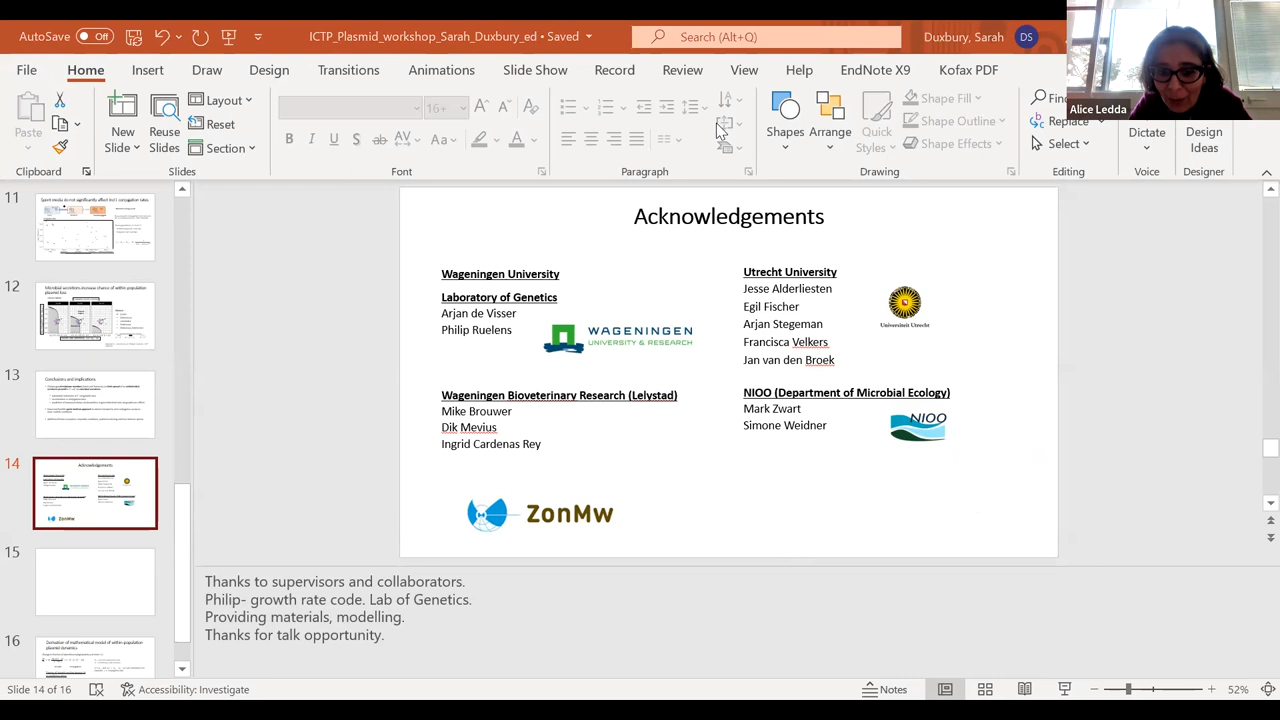 AutoSave Off ICTP_Plasmid_workshop_Sarah_Duxbury_ed • Saved Search (Alt+Q) Duxbury, Sarah DS
File Home Insert Draw Design Transitions Animations Slide Show Record Review View Help EndNote X9 Kofax PDF
Alice Ledda
Paste New Slide Reuse Slides Layout Reset Section
16
B I U S ab Aa A
Shapes Arrange Quick Styles Shape Fill Shape Outline Shape Effects
Replace Select Dictate Design Ideas
Clipboard Slides Font Paragraph Drawing Editing Voice Designer
11
12
13
Conclusions and implications
14
Acknowledgements
15
16
Acknowledgements
Wageningen University
Laboratory of Genetics
Arjan de Visser
Philip Ruelens
WAGENINGEN
UNIVERSITY & RESEARCH
Wageningen Bioveterinary Research (Lelystad)
Mike Brouwer
Dik Mevius
Ingrid Cardenas Rey
ZonMw
Utrecht University
Jesse Alderliesten
Egil Fischer
Arjan Stegeman
Francisca Velkers
Jan van den Broek
Universiteit Utrecht
NIOO (Department of Microbial Ecology)
Mark Zwart
Simone Weidner
NIOO
Thanks to supervisors and collaborators.
Philip- growth rate code. Lab of Genetics.
Providing materials, modelling.
Thanks for talk opportunity.
Slide 14 of 16 Accessibility: Investigate Notes 52%